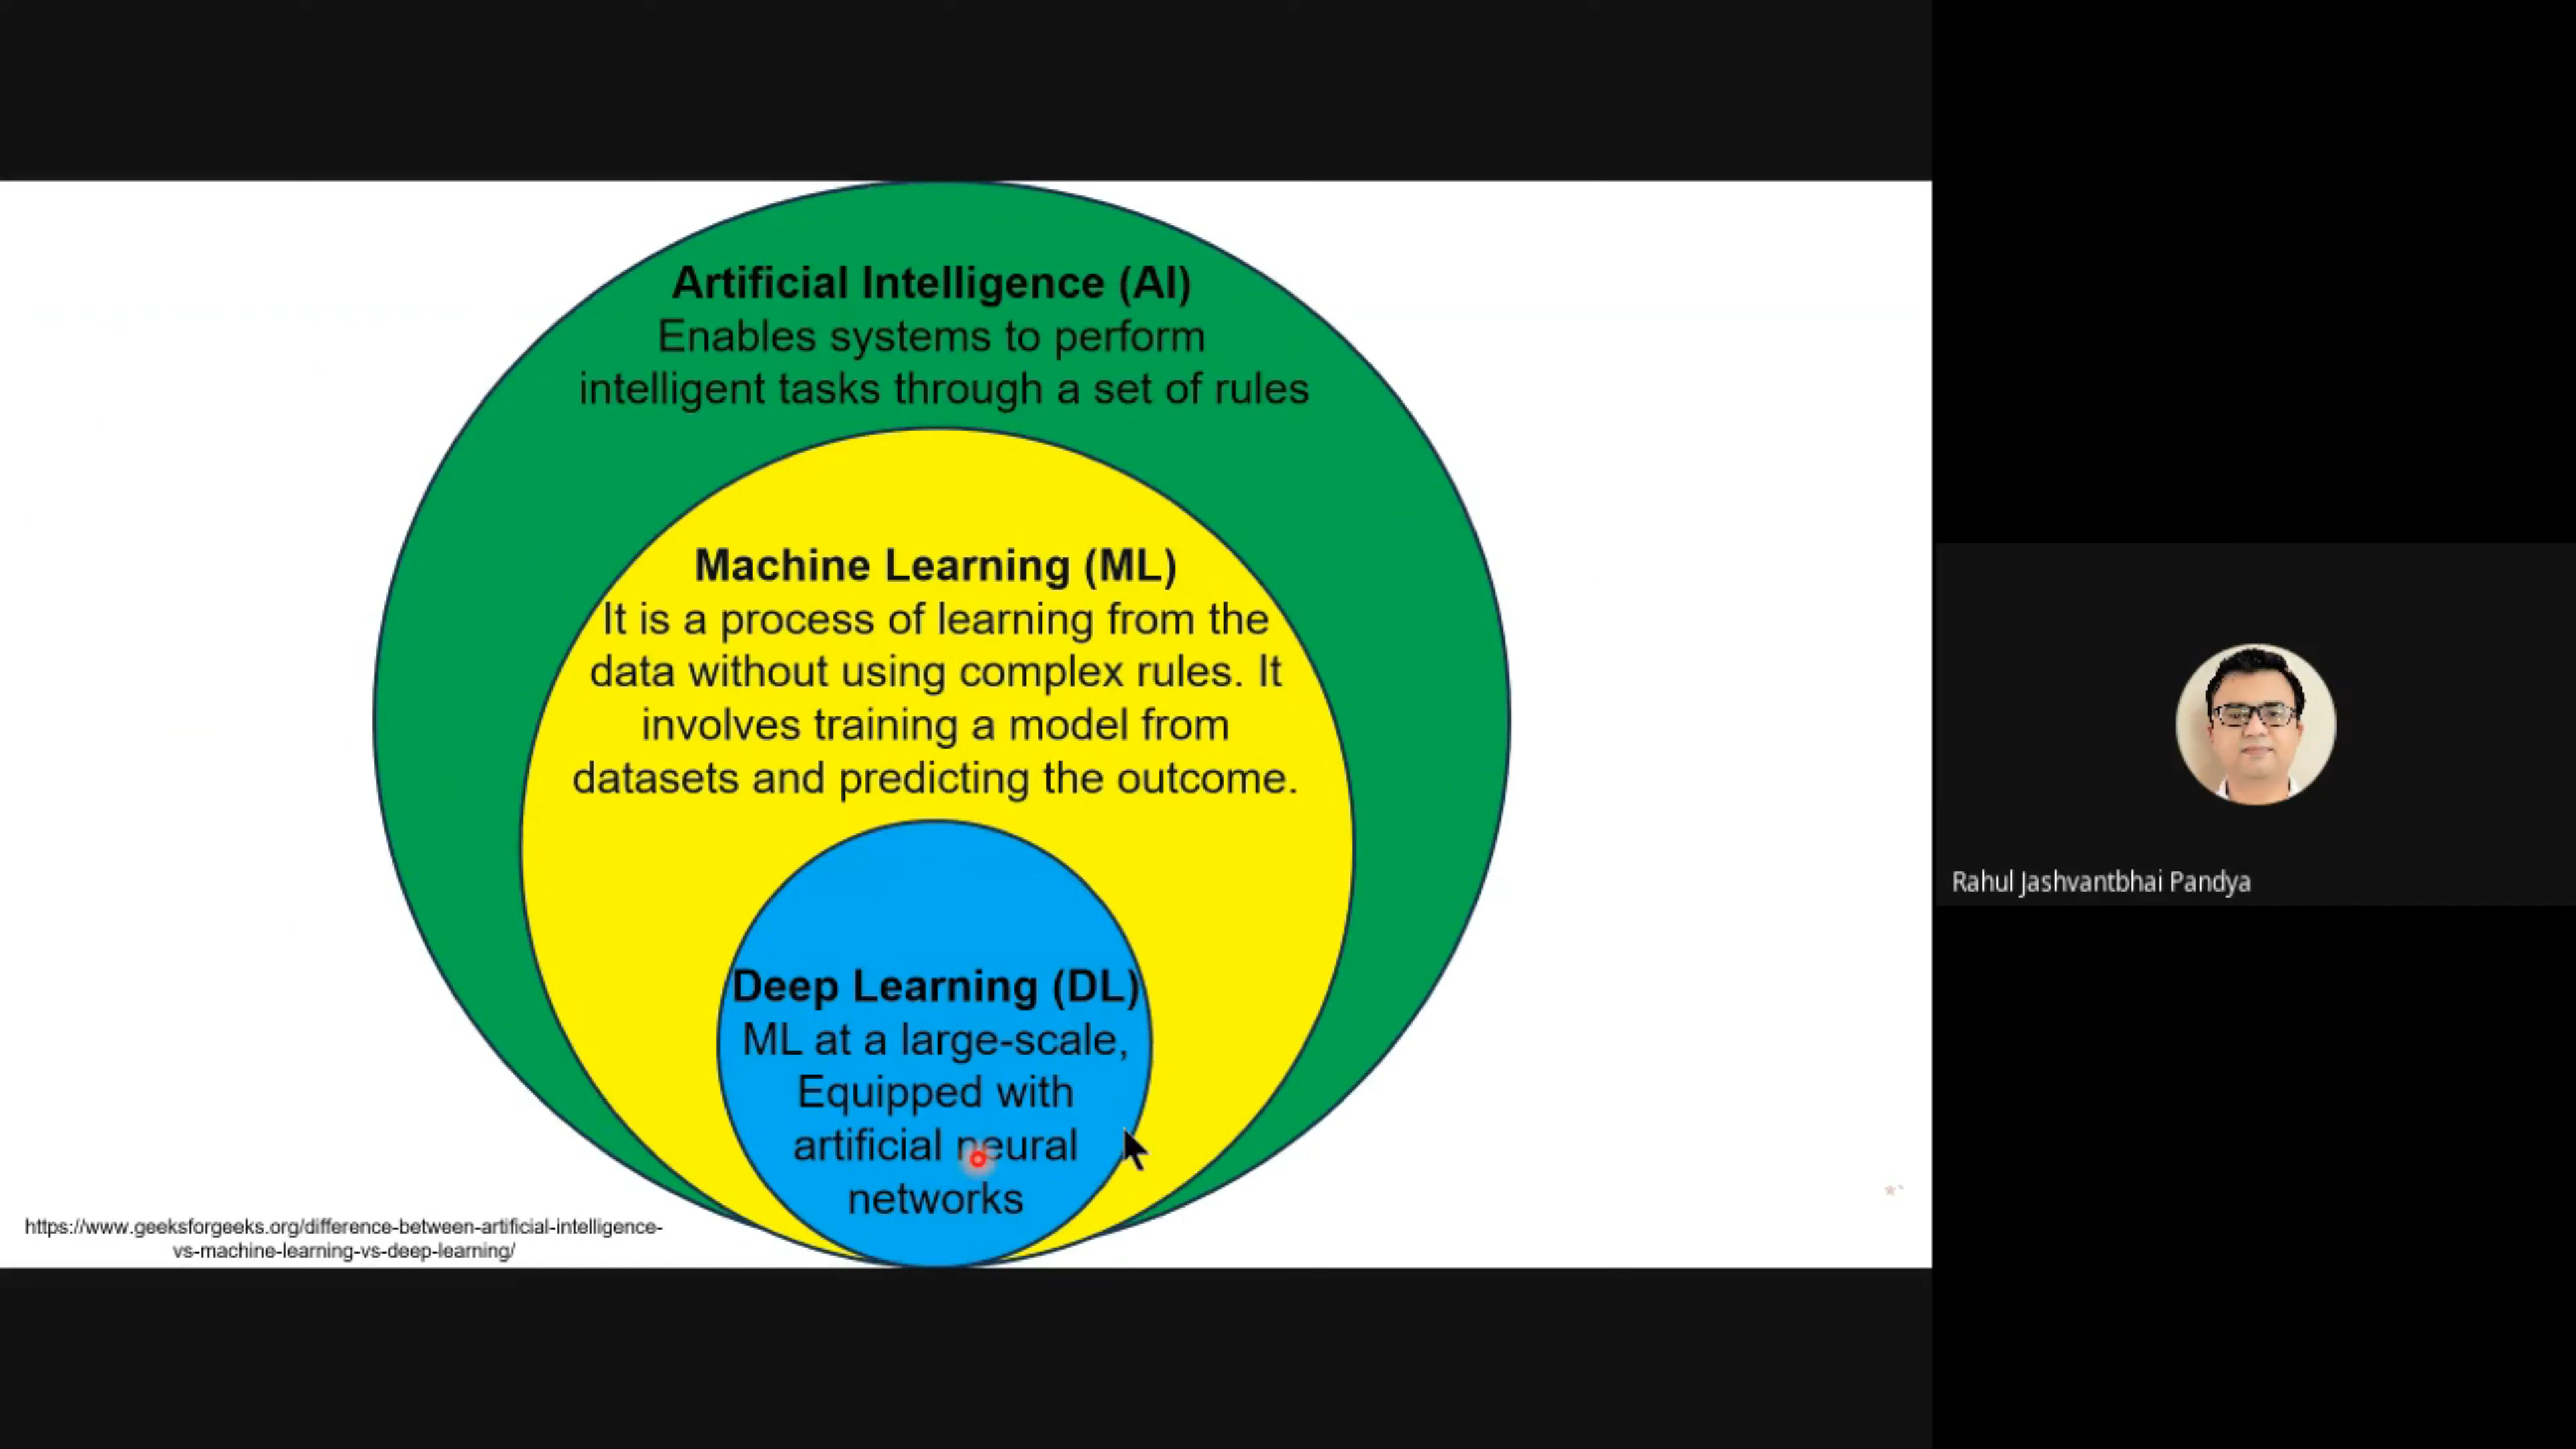 Artificial Intelligence (AI)
Enables systems to perform
intelligent tasks through a set of rules
Machine Learning (ML)
It is a process of learning from the
data without using complex rules. It
involves training a model from
datasets and predicting the outcome.
Deep Learning (DL)
ML at a large-scale,
Equipped with
artificial neural
networks
https://www.geeksforgeeks.org/difference-between-artificial-intelligence-
vs-machine-learning-vs-deep-learning/
Rahul Jashvantbhai Pandya